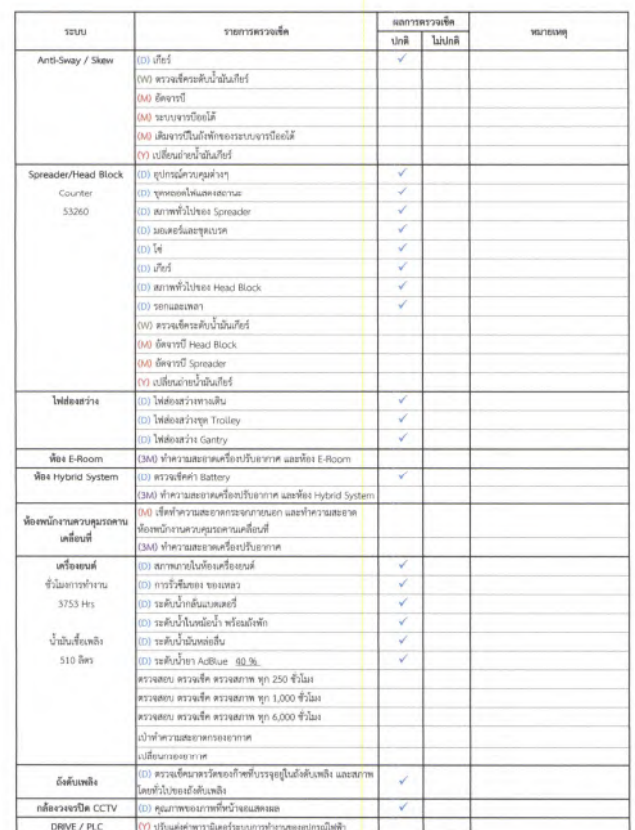 ระบบ รายการตรวจเช็ค ผลการตรวจเช็ค หมายเหตุ
ปกติ ไม่ปกติ
Anti-Sway / Skew (D) เกียร์ ✓
(W) ตรวจเช็คระดับน้ำมันเกียร์
(M) อัดจารบี
(M) ระบบจารบีออโต้
(M) เติมจารบีในถังพักของระบบจารบีออโต้
(Y) เปลี่ยนถ่ายน้ำมันเกียร์
Spreader/Head Block (D) อุปกรณ์ควบคุมต่างๆ ✓
Counter (D) ชุดหลอดไฟแสดงสถานะ ✓
53260 (D) สภาพทั่วไปของ Spreader ✓
(D) มอเตอร์และชุดเบรค ✓
(D) โซ่ ✓
(D) เกียร์ ✓
(D) สภาพทั่วไปของ Head Block ✓
(D) รอกและเพลา ✓
(W) ตรวจเช็คระดับน้ำมันเกียร์
(M) อัดจารบี Head Block
(M) อัดจารบี Spreader
(Y) เปลี่ยนถ่ายน้ำมันเกียร์
ไฟส่องสว่าง (D) ไฟส่องสว่างทางเดิน ✓
(D) ไฟส่องสว่างชุด Trolley ✓
(D) ไฟส่องสว่าง Gantry ✓
ห้อง E-Room (3M) ทำความสะอาดเครื่องปรับอากาศ และห้อง E-Room
ห้อง Hybrid System (D) ตรวจเช็คค่า Battery ✓
(3M) ทำความสะอาดเครื่องปรับอากาศ และห้อง Hybrid System
ห้องพนักงานควบคุมรถคาน (M) เช็ดทำความสะอาดกระจกภายนอก และทำความสะอาด
เคลื่อนที่ ห้องพนักงานควบคุมรถคานเคลื่อนที่
(3M) ทำความสะอาดเครื่องปรับอากาศ
เครื่องยนต์ (D) สภาพภายในห้องเครื่องยนต์ ✓
ชั่วโมงการทำงาน (D) การรั่วซึมของ ของเหลว ✓
3753 Hrs (D) ระดับน้ำกลั่นแบตเตอรี่ ✓
(D) ระดับน้ำในหม้อน้ำ พร้อมถังพัก ✓
น้ำมันเชื้อเพลิง (D) ระดับน้ำมันหล่อลื่น ✓
510 ลิตร (D) ระดับน้ำยา AdBlue 40 % ✓
ตรวจสอบ ตรวจเช็ค ตรวจสภาพ ทุก 250 ชั่วโมง
ตรวจสอบ ตรวจเช็ค ตรวจสภาพ ทุก 1,000 ชั่วโมง
ตรวจสอบ ตรวจเช็ค ตรวจสภาพ ทุก 6,000 ชั่วโมง
เป่าทำความสะอาดกรองอากาศ
เปลี่ยนกรองอากาศ
ถังดับเพลิง (D) ตรวจเช็คมาตรวัดของก๊าซที่บรรจุอยู่ในถังดับเพลิง และสภาพ
โดยทั่วไปของถังดับเพลิง ✓
กล้องวงจรปิด CCTV (D) คุณภาพของภาพที่หน้าจอแสดงผล ✓
DRIVE / PLC (Y) ปรับแต่งค่าพารามิเตอร์ระบบการทำงานของอุปกรณ์ไฟฟ้า